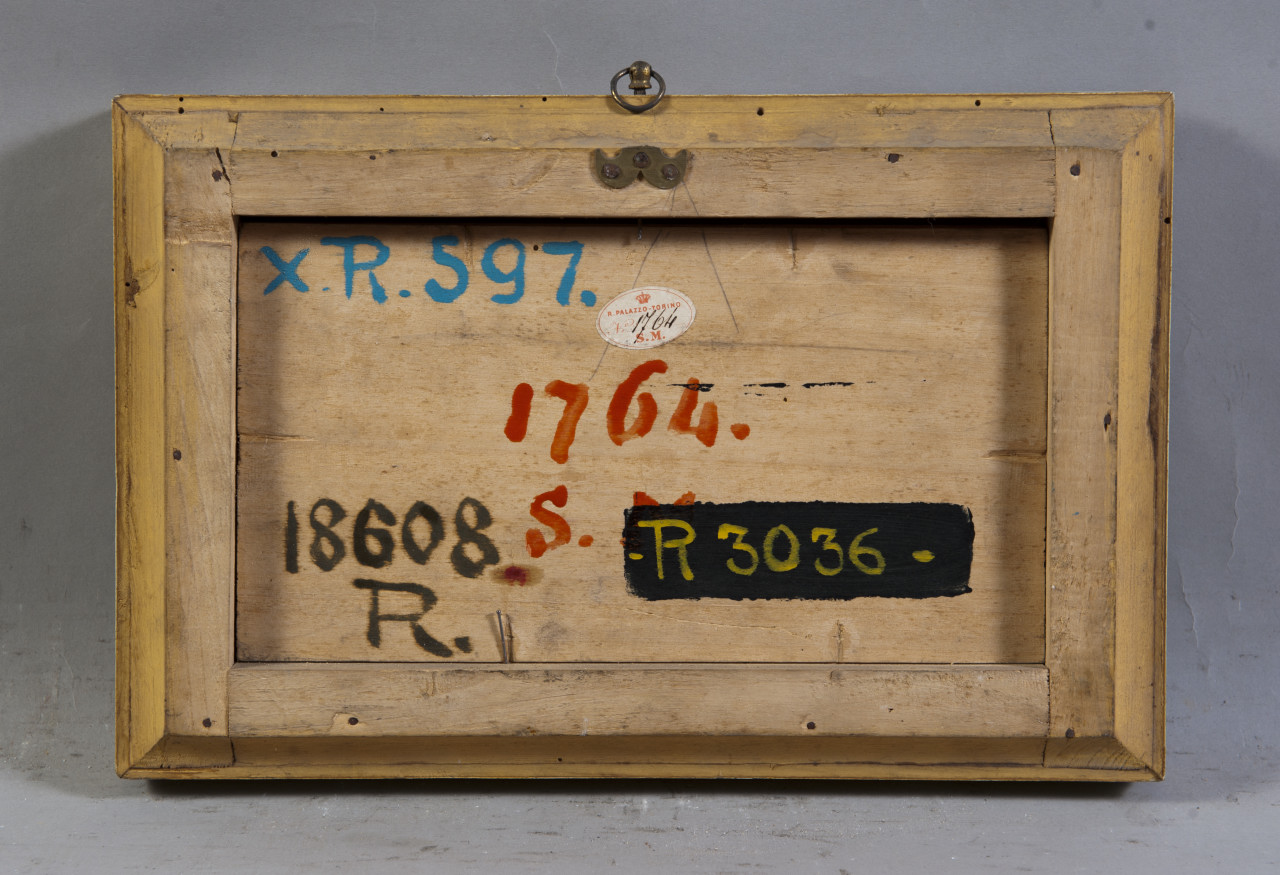 x.R.597.
R. PALAZZO-TORINO
1764
S.M.
1764.
S.
18608
R.
·R 3036·